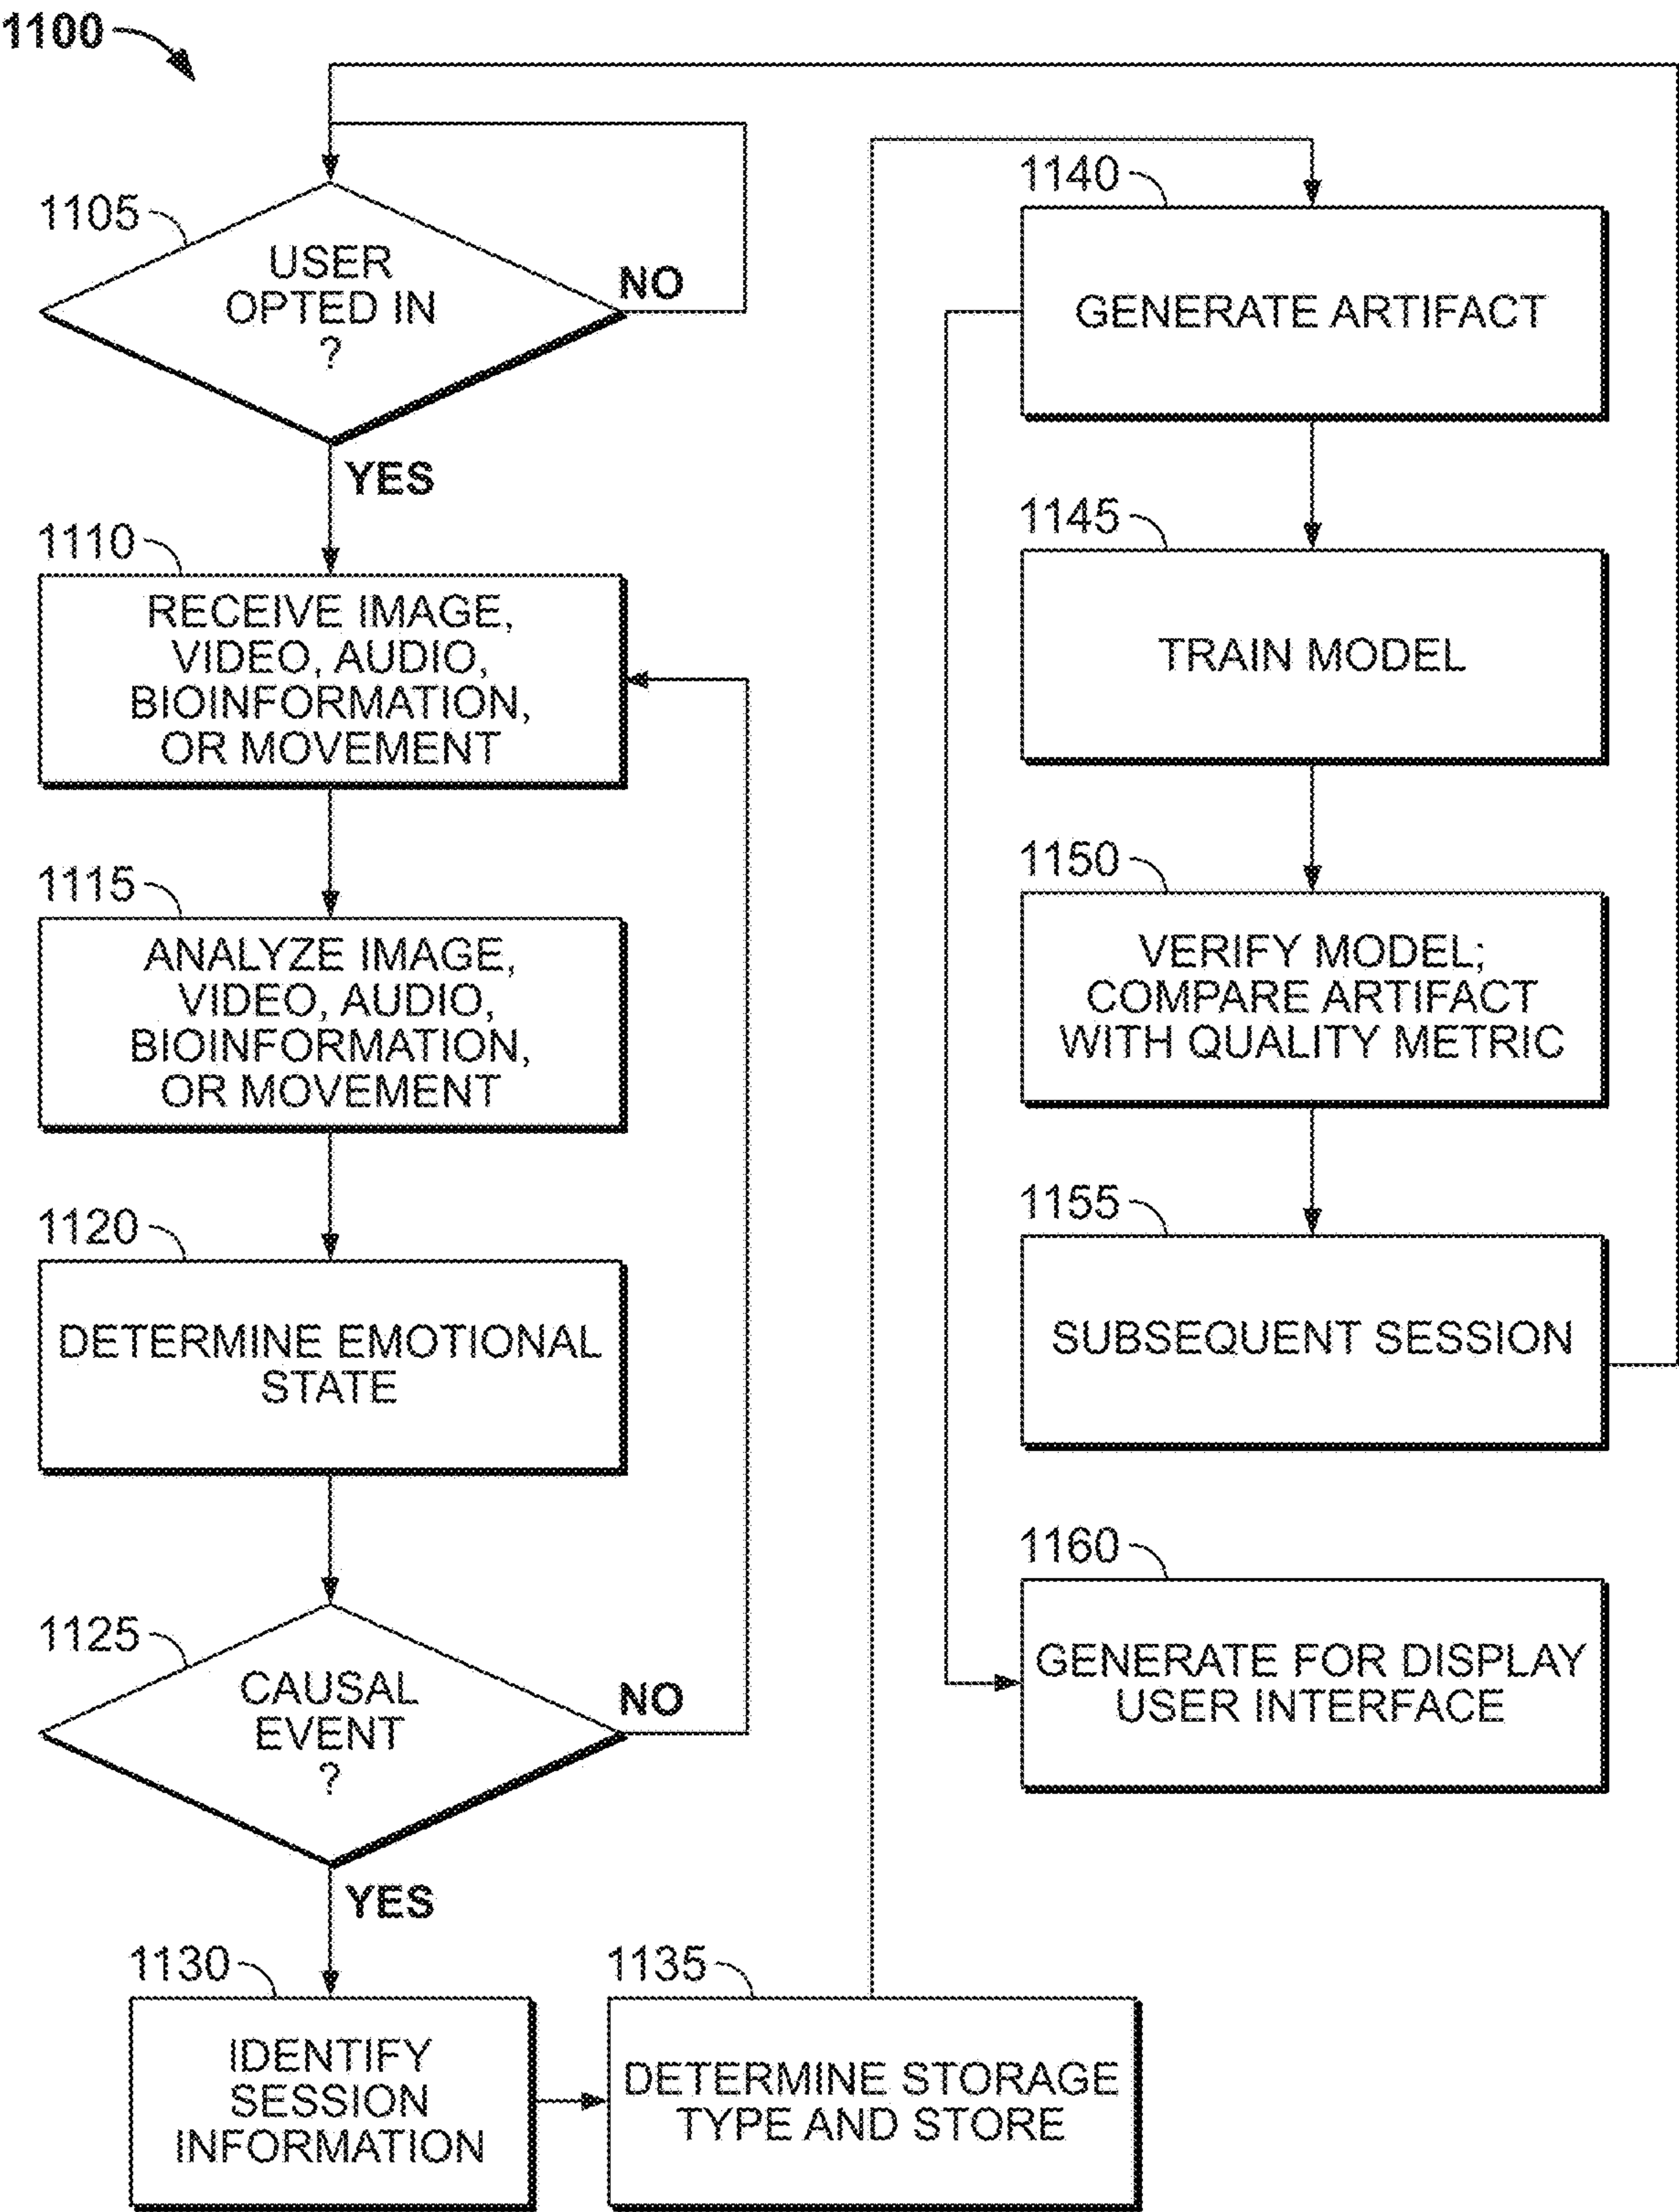 1100
1105
USER
OPTED IN
?
NO
YES
1110
RECEIVE IMAGE,
VIDEO, AUDIO,
BIOINFORMATION,
OR MOVEMENT
1115
ANALYZE IMAGE,
VIDEO, AUDIO,
BIOINFORMATION,
OR MOVEMENT
1120
DETERMINE EMOTIONAL
STATE
1125
CAUSAL
EVENT
?
NO
YES
1130
IDENTIFY
SESSION
INFORMATION
1135
DETERMINE STORAGE
TYPE AND STORE
1140
GENERATE ARTIFACT
1145
TRAIN MODEL
1150
VERIFY MODEL;
COMPARE ARTIFACT
WITH QUALITY METRIC
1155
SUBSEQUENT SESSION
1160
GENERATE FOR DISPLAY
USER INTERFACE